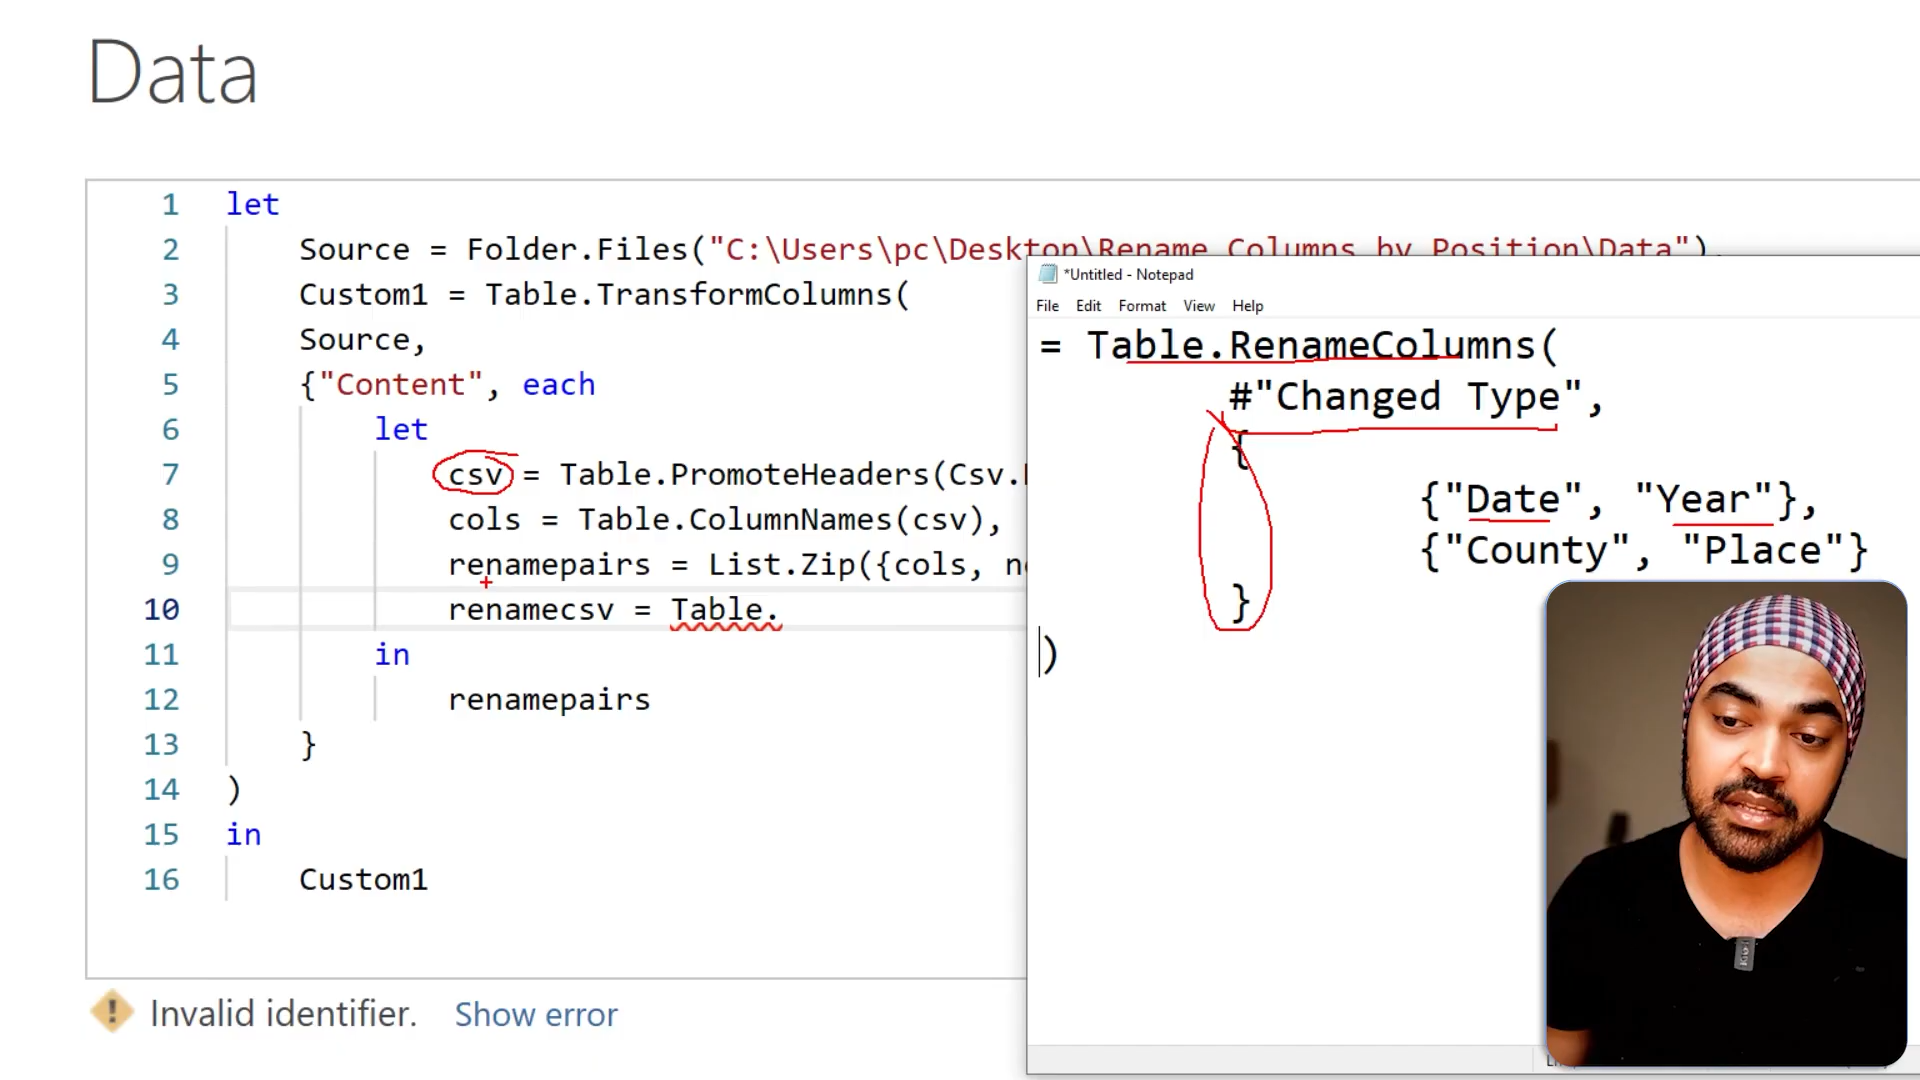 Data
1 let
2 Source = Folder.Files("C:\Users\pc\Desktop\Rename Columns by Position\Data"),
3 Custom1 = Table.TransformColumns(
4 Source,
5 {"Content", each
6 let
7 csv = Table.PromoteHeaders(Csv.
8 cols = Table.ColumnNames(csv),
9 renamepairs = List.Zip({cols,
10 renamecsv = Table.
11 in
12 renamepairs
13 }
14 )
15 in
16 Custom1
Invalid identifier. Show error
*Untitled - Notepad
File Edit Format View Help
= Table.RenameColumns(
#"Changed Type",
{
{"Date", "Year"},
{"County", "Place"}
}
)